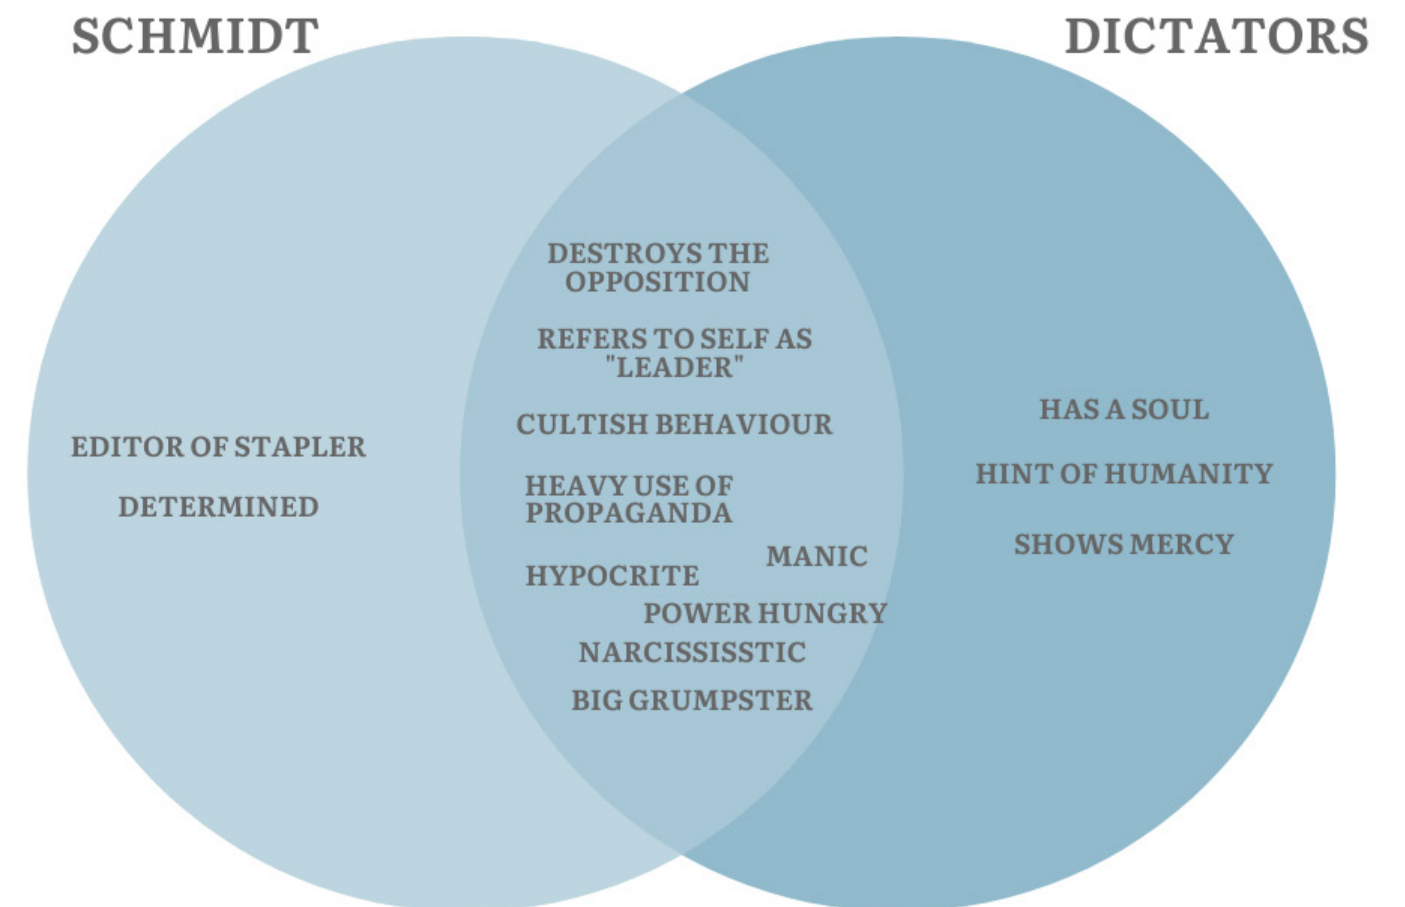 SCHMIDT
DICTATORS
DESTROYS THE
OPPOSITION
REFERS TO SELF AS
"LEADER"
CULTISH BEHAVIOUR
HEAVY USE OF
PROPAGANDA
MANIC
HYPOCRITE
POWER HUNGRY
NARCISSISSTIC
BIG GRUMPSTER
EDITOR OF STAPLER
DETERMINED
HAS A SOUL
HINT OF HUMANITY
SHOWS MERCY